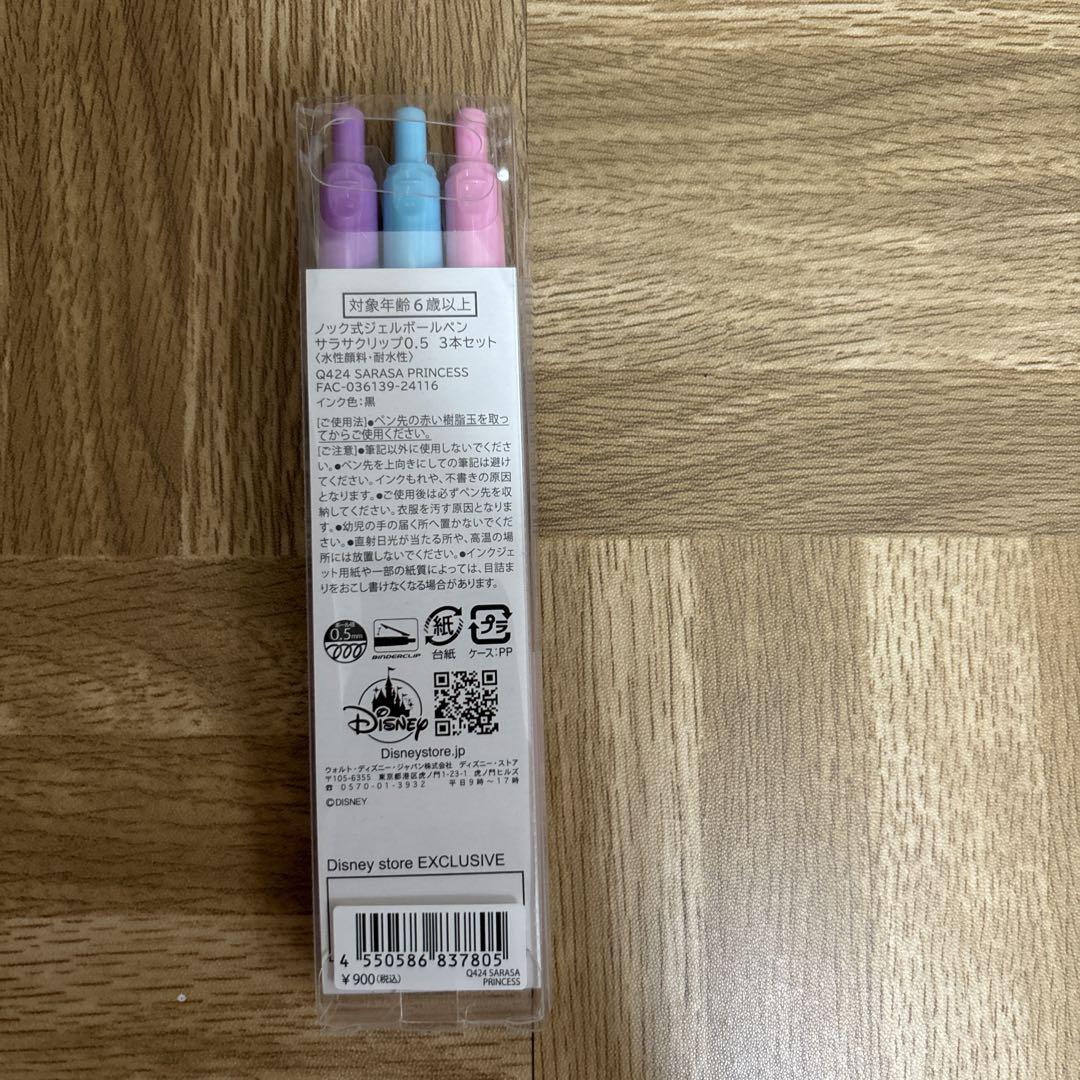 対象年齢6歳以上
ノック式ジェルボールペン
サラサクリップ0.5 3本セット
〈水性顔料・耐水性〉
Q424 SARASA PRINCESS
FAC-036139-24116
インク色：黒
[ご使用法]●ペン先の赤い樹脂玉を取っ
てからご使用ください。
[ご注意]●筆記以外に使用しないでくださ
い。●ペン先を上向きにしての筆記は避け
てください。インクもれや、不書きの原因
となります。●ご使用後は必ずペン先を収
納してください。衣服を汚す原因となりま
す。●幼児の手の届く所へ置かないでくだ
さい。●直射日光が当たる所や、高温の場
所には放置しないでください。●インクジェ
ット用紙や一部の紙質によっては、目詰ま
りをおこし書けなくなる場合があります。
ボール径
0.5mm
BINDERCLIP
紙
台紙
プラ
ケース：PP
Disney
Disneystore.jp
ウォルト・ディズニー・ジャパン株式会社 ディズニー・ストア
〒105-6355 東京都港区虎ノ門1-23-1 虎ノ門ヒルズ
☎ 0570-01-3932 平日9時～17時
©DISNEY
Disney store EXCLUSIVE
4 550586 837805
￥900(税込)
Q424 SARASA
PRINCESS